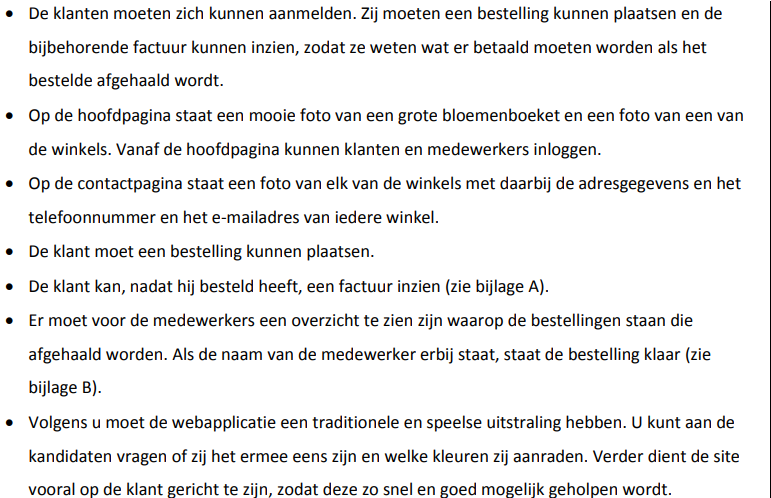 • De klanten moeten zich kunnen aanmelden. Zij moeten een bestelling kunnen plaatsen en de
bijbehorende factuur kunnen inzien, zodat ze weten wat er betaald moeten worden als het
bestelde afgehaald wordt.
• Op de hoofdpagina staat een mooie foto van een grote bloemenboeket en een foto van een van
de winkels. Vanaf de hoofdpagina kunnen klanten en medewerkers inloggen.
• Op de contactpagina staat een foto van elk van de winkels met daarbij de adresgegevens en het
telefoonnummer en het e-mailadres van iedere winkel.
• De klant moet een bestelling kunnen plaatsen.
• De klant kan, nadat hij besteld heeft, een factuur inzien (zie bijlage A).
• Er moet voor de medewerkers een overzicht te zien zijn waarop de bestellingen staan die
afgehaald worden. Als de naam van de medewerker erbij staat, staat de bestelling klaar (zie
bijlage B).
• Volgens u moet de webapplicatie een traditionele en speelse uitstraling hebben. U kunt aan de
kandidaten vragen of zij het ermee eens zijn en welke kleuren zij aanraden. Verder dient de site
vooral op de klant gericht te zijn, zodat deze zo snel en goed mogelijk geholpen wordt.